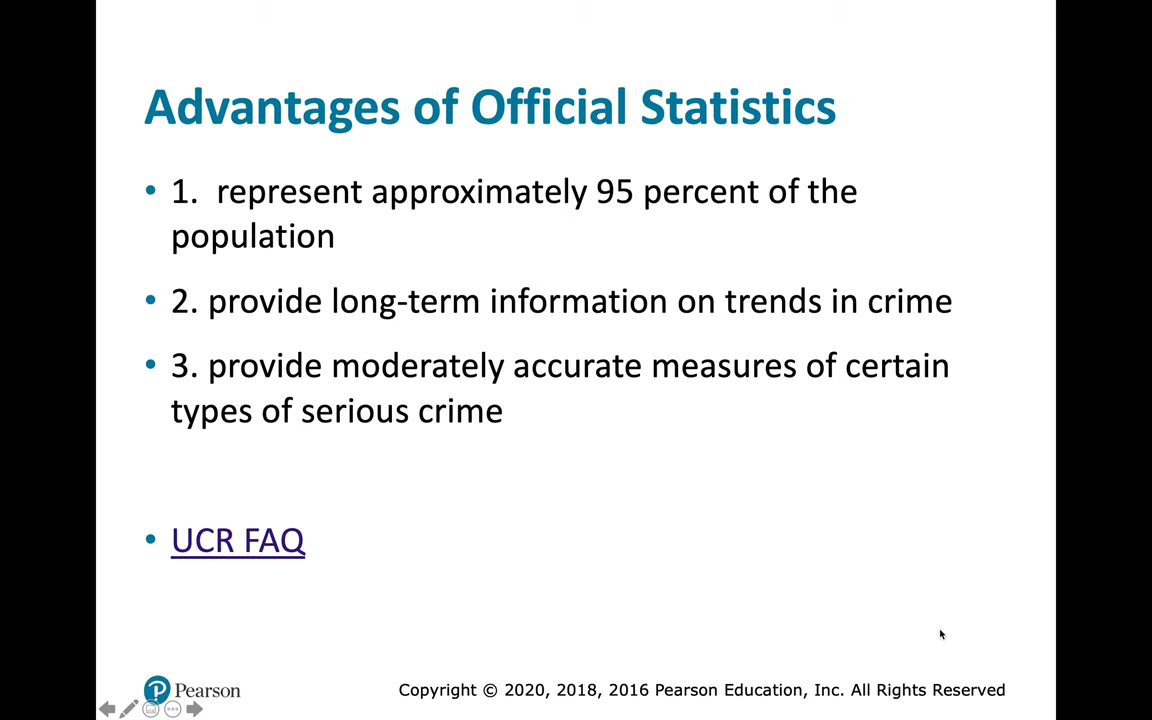 Advantages of Official Statistics
• 1. represent approximately 95 percent of the
population
• 2. provide long-term information on trends in crime
• 3. provide moderately accurate measures of certain
types of serious crime
• UCR FAQ
Pearson
Copyright © 2020, 2018, 2016 Pearson Education, Inc. All Rights Reserved